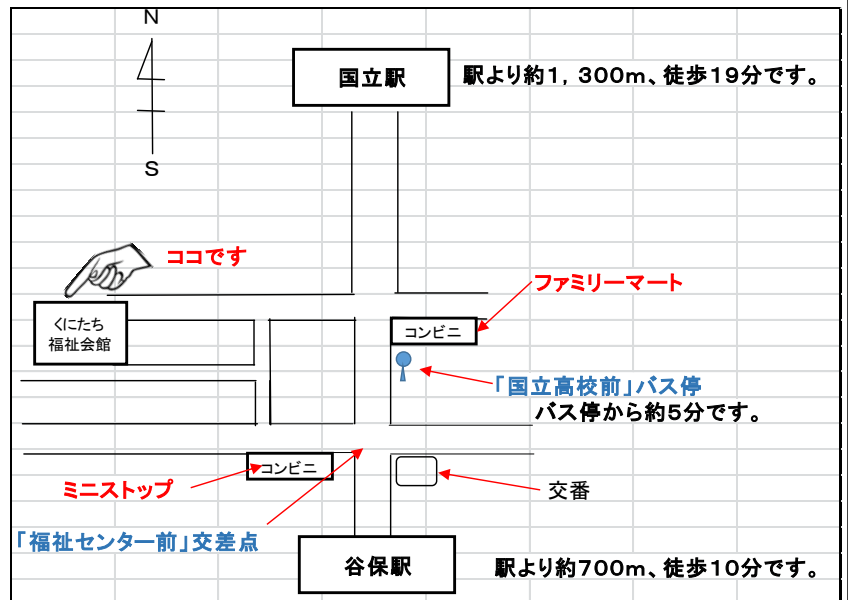 N
国立駅
駅より約1，300m、徒歩19分です。
S
ココです
ファミリーマート
くにたち
福祉会館
コンビニ
「国立高校前」バス停
バス停から約5分です。
コンビニ
ミニストップ
交番
「福祉センター前」交差点
谷保駅
駅より約700m、徒歩10分です。